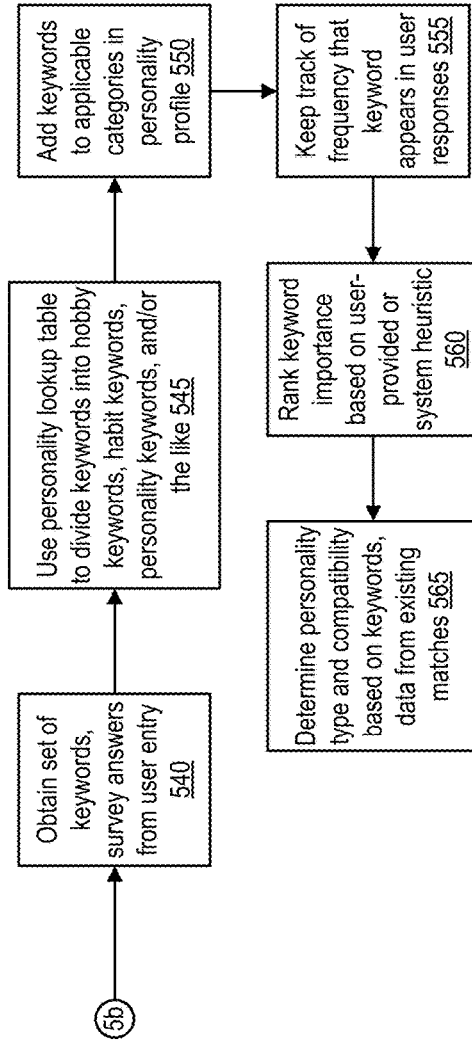 5b
Obtain set of
keywords,
survey answers
from user entry
540
Use personality lookup table
to divide keywords into hobby
keywords, habit keywords,
personality keywords, and/or
the like 545
Add keywords
to applicable
categories in
personality
profile 550
Keep track of
frequency that
keyword
appears in user
responses 555
Rank keyword
importance
based on user-
provided or
system heuristic
560
Determine personality
type and compatibility
based on keywords,
data from existing
matches 565